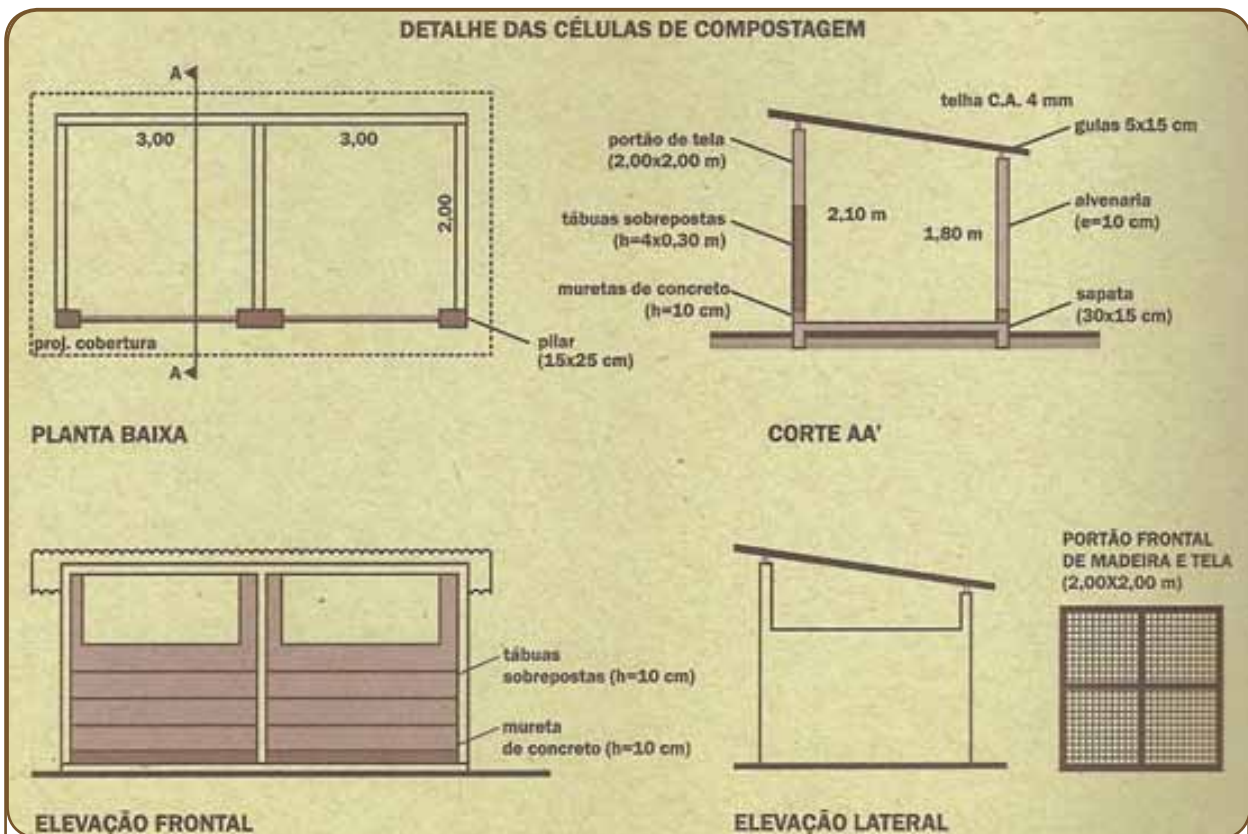 DETALHE DAS CÉLULAS DE COMPOSTAGEM
A
3,00
3,00
2,00
proj. cobertura
A
pilar
(15x25 cm)
PLANTA BAIXA
telha C.A. 4 mm
gulas 5x15 cm
portão de tela
(2,00x2,00 m)
tábuas sobrepostas
(h=4x0,30 m)
2,10 m
1,80 m
alvenaria
(e=10 cm)
muretas de concreto
(h=10 cm)
sapata
(30x15 cm)
CORTE AA'
tábuas
sobrepostas (h=10 cm)
mureta
de concreto (h=10 cm)
ELEVAÇÃO FRONTAL
ELEVAÇÃO LATERAL
PORTÃO FRONTAL
DE MADEIRA E TELA
(2,00X2,00 m)